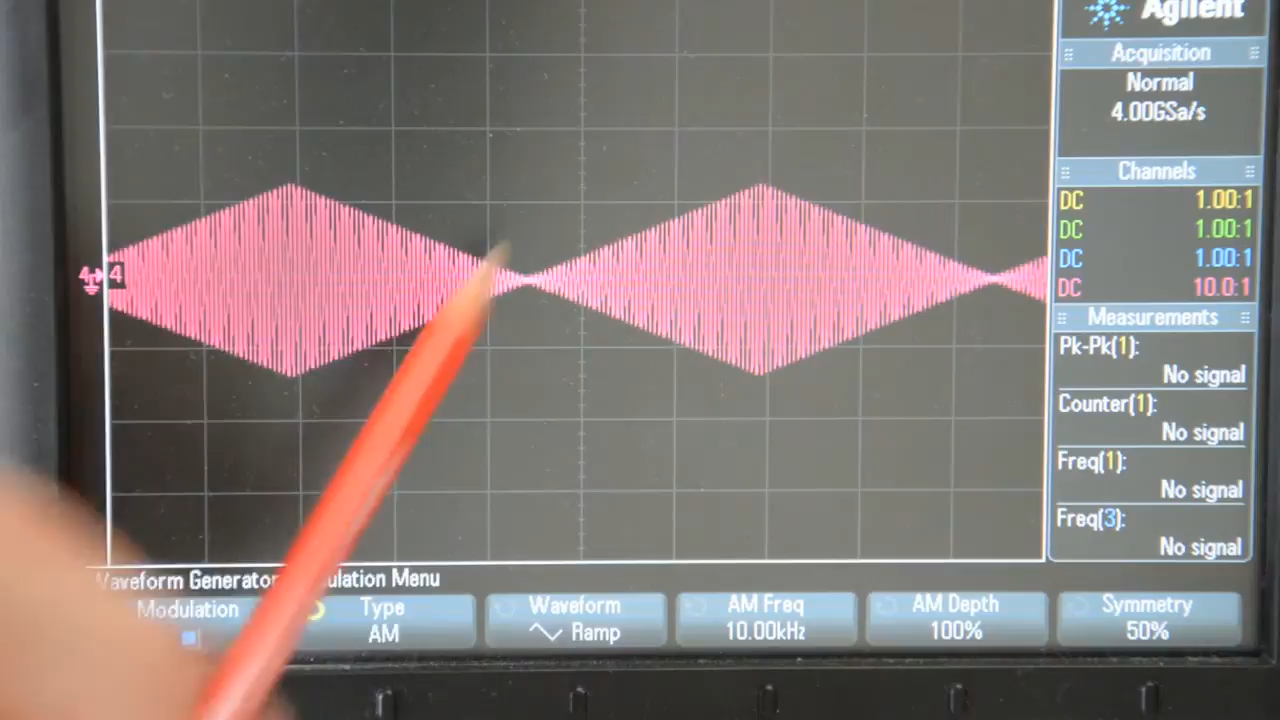 Agilent
Acquisition
Normal
4.00GSa/s
Channels
DC 1.00:1
DC 1.00:1
DC 1.00:1
DC 10.0:1
4 4
Measurements
Pk-Pk(1):
No signal
Counter(1):
No signal
Freq(1):
No signal
Freq(3):
No signal
Waveform Generator Menu
Modulation
Type
AM
Waveform
Ramp
AM Freq
10.00kHz
AM Depth
100%
Symmetry
50%